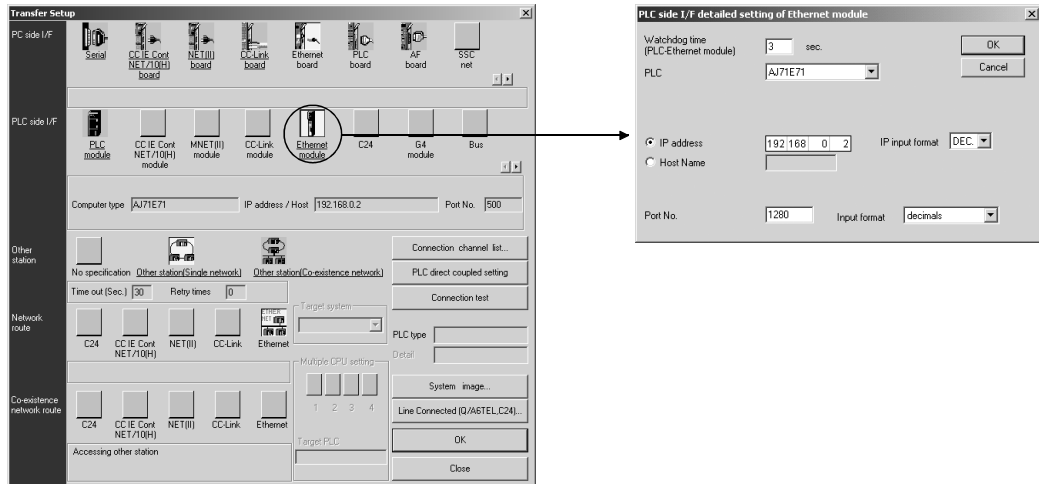 Transfer Setup
PC side I/F
Serial
CC IE Cont
NET/10(H)
board
NET(II)
board
CC-Link
board
Ethernet
board
PLC
board
AF
board
SSC
net
PLC side I/F
PLC
module
CC IE Cont
NET/10(H)
module
MNET(II)
module
CC-Link
module
Ethernet
module
C24
G4
module
Bus
Computer type AJ71E71 IP address / Host 192.168.0.2 Port No. 500
Other
station
No specification Other station(Single network) Other station(Co-existence network)
Time out (Sec.) 30 Retry times 0
Connection channel list...
PLC direct coupled setting
Connection test
Network
route
C24
CC IE Cont
NET/10(H)
NET(II)
CC-Link
Ethernet
Target system
PLC type
Detail
Multiple CPU setting
1 2 3 4
Target PLC
System image...
Line Connected (Q/A6TEL,C24)...
OK
Close
Co-existence
network route
C24
CC IE Cont
NET/10(H)
NET(II)
CC-Link
Ethernet
Accessing other station
PLC side I/F detailed setting of Ethernet module
Watchdog time
(PLC-Ethernet module)
3 sec.
OK
PLC AJ71E71
Cancel
IP address 192 168 0 2 IP input format DEC.
Host Name
Port No. 1280 Input format decimals